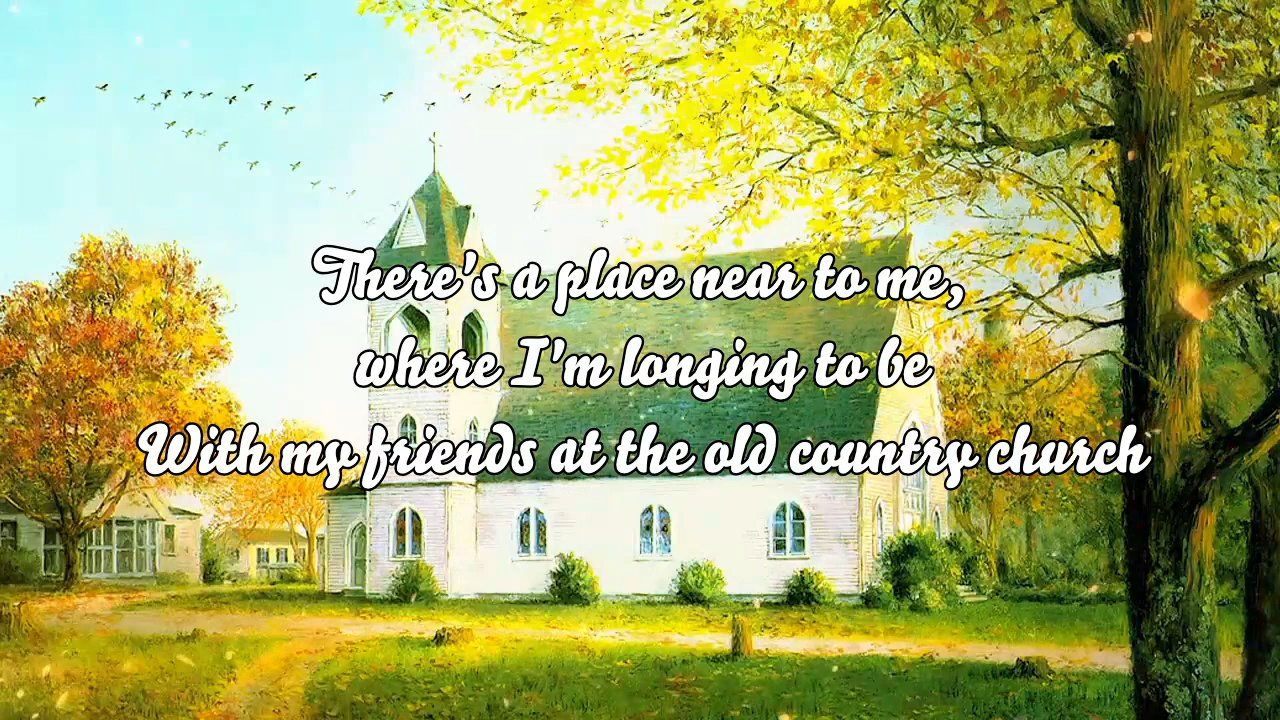 There's a place near to me,
where I'm longing to be
With my friends at the old country church